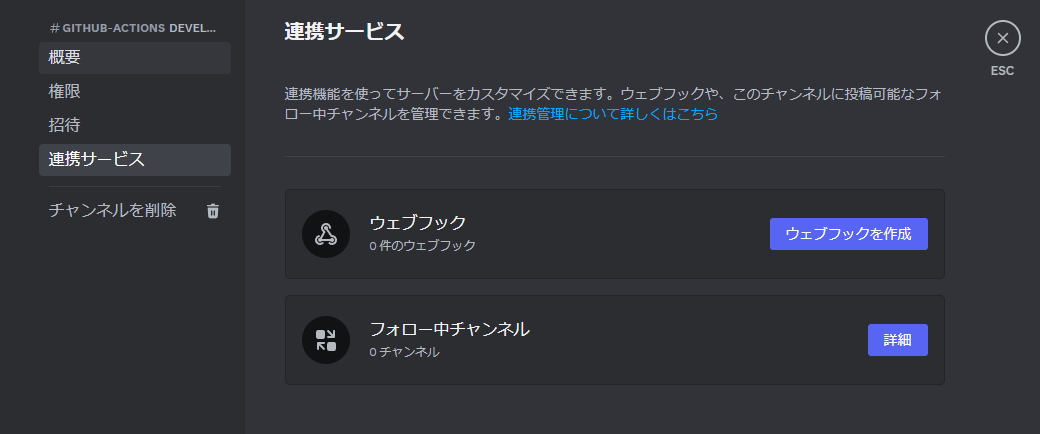 #GITHUB-ACTIONS DEVEL...
概要
権限
招待
連携サービス
チャンネルを削除
連携サービス
連携機能を使ってサーバーをカスタマイズできます。ウェブフックや、このチャンネルに投稿可能なフォ
ロー中チャンネルを管理できます。連携管理について詳しくはこちら
ウェブフック
0 件のウェブフック
ウェブフックを作成
フォロー中チャンネル
0 チャンネル
詳細
ESC